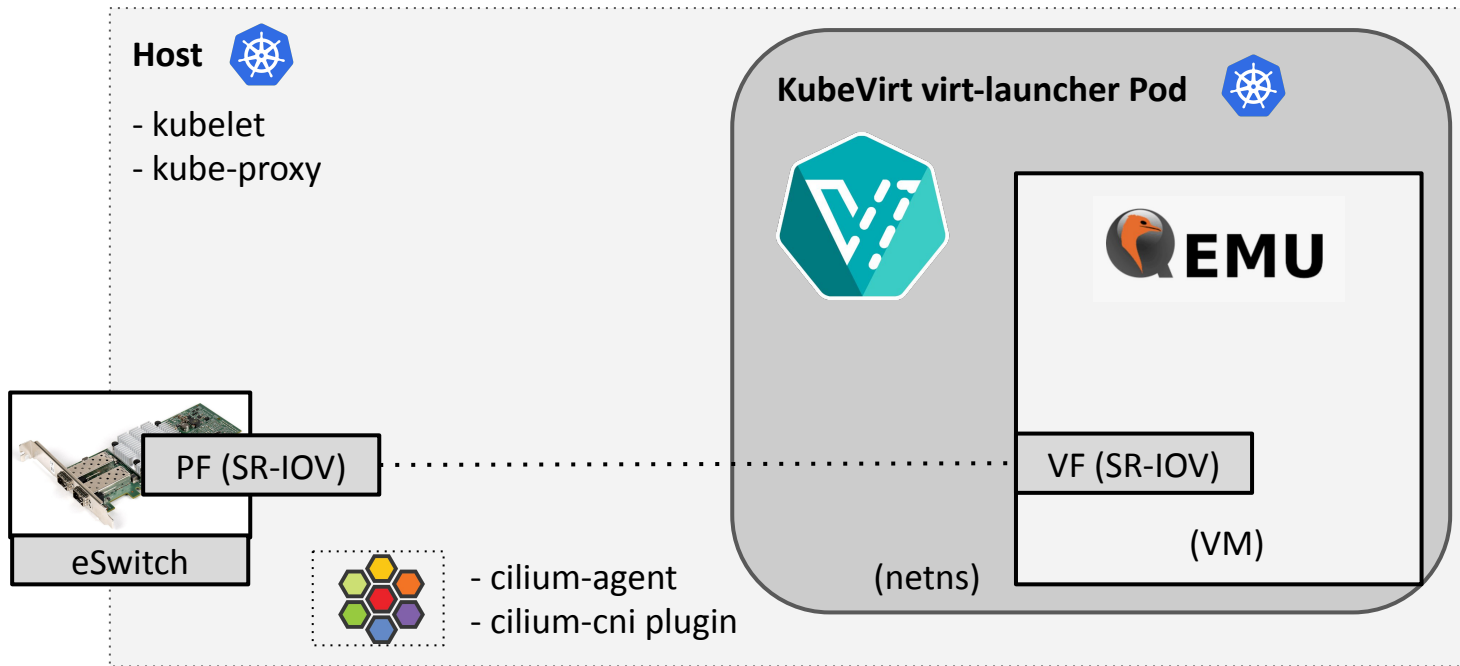 Host
- kubelet
- kube-proxy
KubeVirt virt-launcher Pod
QEMU
PF (SR-IOV)
VF (SR-IOV)
(VM)
eSwitch
- cilium-agent
- cilium-cni plugin
(netns)